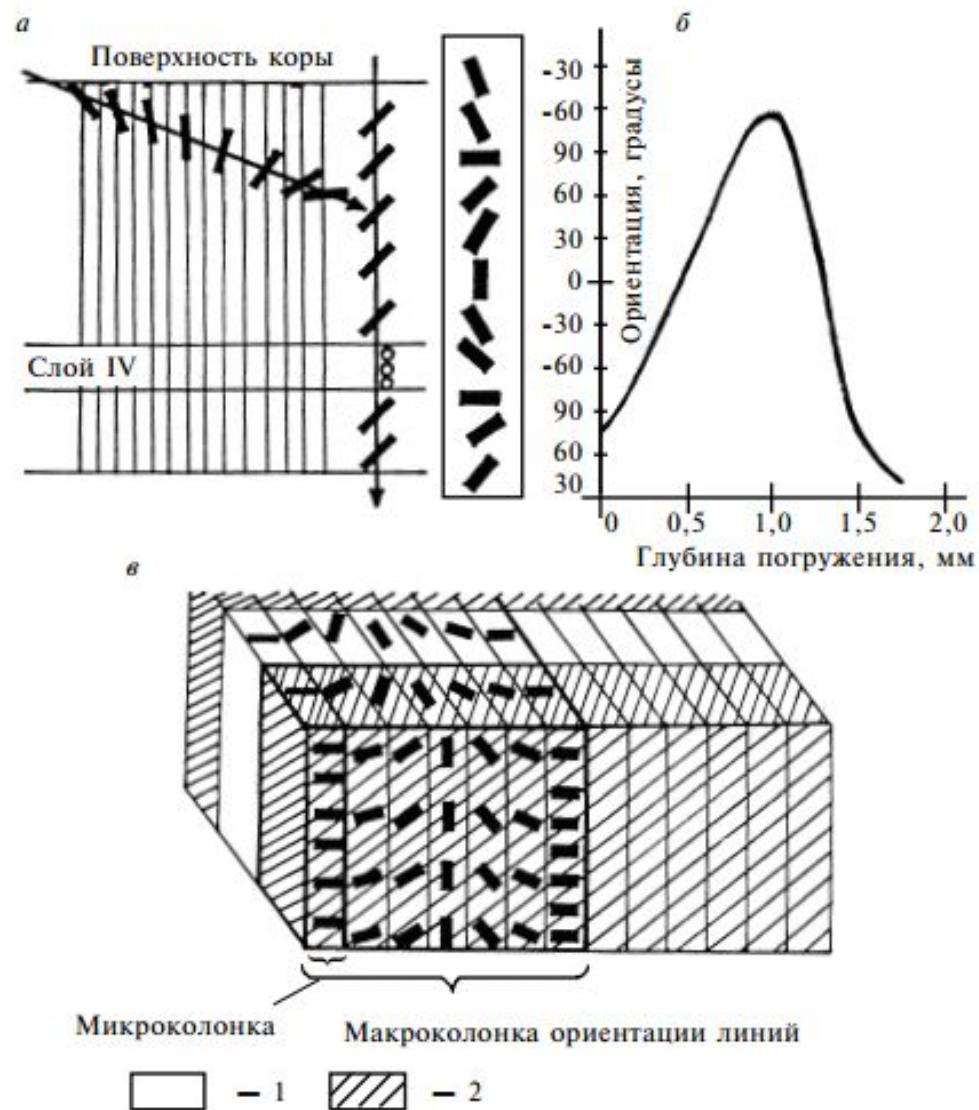 а
Поверхность коры
Слой IV
б
-30
-60
90
60
30
0
-30
-60
90
60
30
Ориентация, градусы
0 0,5 1,0 1,5 2,0
Глубина погружения, мм
в
Микроколонка Макроколонка ориентации линий
– 1 – 2